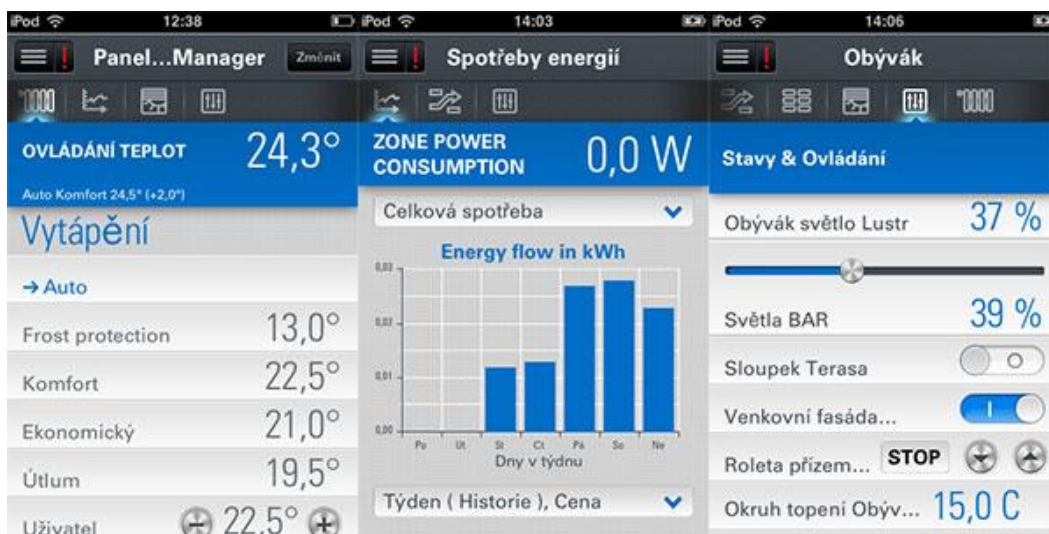 iPod 12:38
Panel...Manager Změnit
OVLÁDÁNÍ TEPLOT 24,3°
Auto Komfort 24,5° (+2,0°)
Vytápění
→ Auto
Frost protection 13,0°
Komfort 22,5°
Ekonomický 21,0°
Útlum 19,5°
Uživatel 22,5°
iPod 14:03
Spotřeby energií
ZONE POWER
CONSUMPTION 0,0 W
Celková spotřeba
Energy flow in kWh
0,03
0,02
0,01
0,00
Po Út St Čt Pá So Ne
Dny v týdnu
Týden ( Historie ), Cena
iPod 14:06
Obývák
Stavy & Ovládání
Obývák světlo Lustr 37 %
Světla BAR 39 %
Sloupek Terasa
Venkovní fasáda...
Roleta přízem... STOP
Okruh topení Obýv... 15,0 C